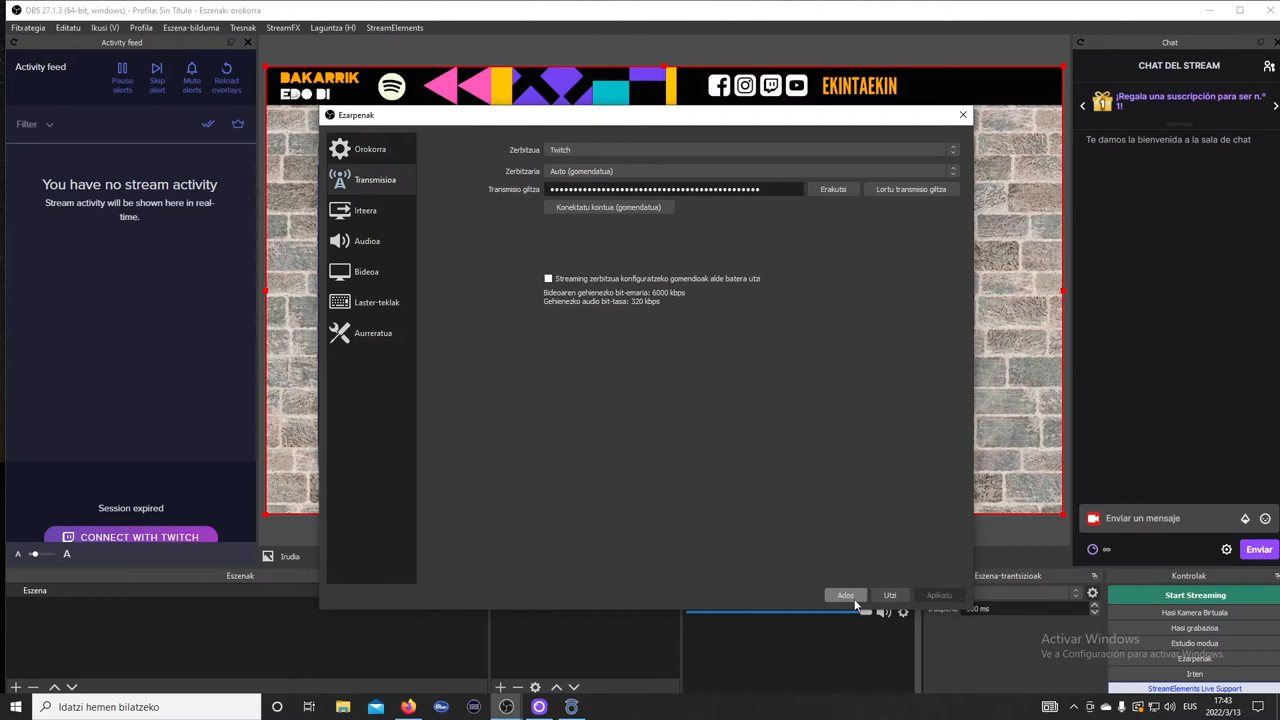 OBS 27.1.3 (64-bit, windows) - Profila: Sin Titulo - Eszenak: orokorra
Fitxategia Editatu Ikusi (V) Profila Eszena-bilduma Tresnak StreamFX Laguntza (H) StreamElements
Activity feed
Activity feed
Pause alerts
Skip alert
Mute alerts
Reload overlays
Filter
You have no stream activity
Stream activity will be shown here in real-time.
Session expired
CONNECT WITH TWITCH
A A
BAKARRIK
EDO BI
EKINTAEKIN
Ezarpenak
Orokorra
Transmisioa
Irteera
Audioa
Bideoa
Laster-teklak
Aurreratua
Zerbitzua Twitch
Zerbitzaria Auto (gomendatua)
Transmisio giltza Erakutsi Lortu transmisio giltza
Konektatu kontua (gomendatua)
Streaming zerbitzua konfiguratzeko gomendioak alde batera utzi
Bideoaren gehienezko bit-emaria: 6000 kbps
Gehienezko audio bit-tasa: 320 kbps
Ados Utzi Aplikatu
Chat
CHAT DEL STREAM
1
¡Regala una suscripción para ser n.º
1!
Te damos la bienvenida a la sala de chat
Enviar un mensaje
∞
Enviar
Irudia
Eszenak
Eszena
Eszena-trantsizioak
Kontrolak
Start Streaming
Hasi Kamera Birtuala
Hasi grabazioa
Estudio modua
Ezarpenak
Irten
StreamElements Live Support
Activar Windows
Ve a Configuración para activar Windows.
Idatzi hemen bilatzeko
EUS
17:43
2022/3/13